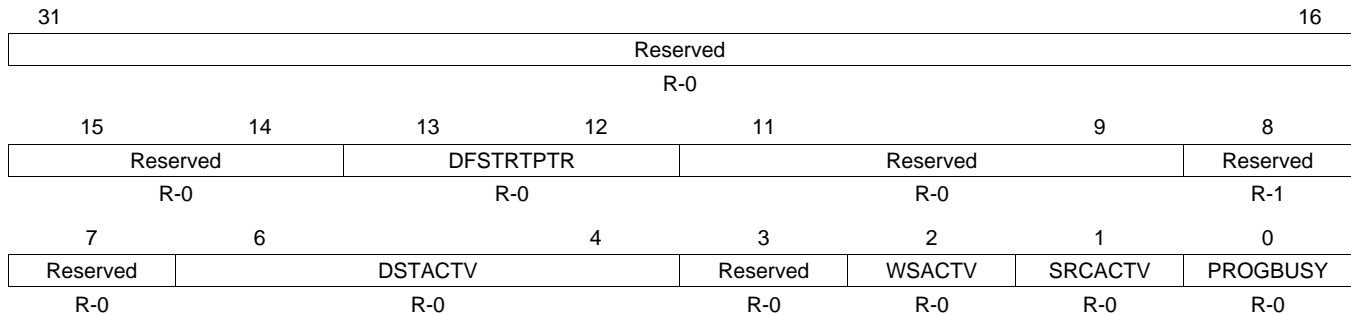 31 16
Reserved
R-0
15 14 13 12 11 9 8
Reserved DFSTRTPTR Reserved Reserved
R-0 R-0 R-0 R-1
7 6 4 3 2 1 0
Reserved DSTACTV Reserved WSACTV SRCACTV PROGBUSY
R-0 R-0 R-0 R-0 R-0 R-0